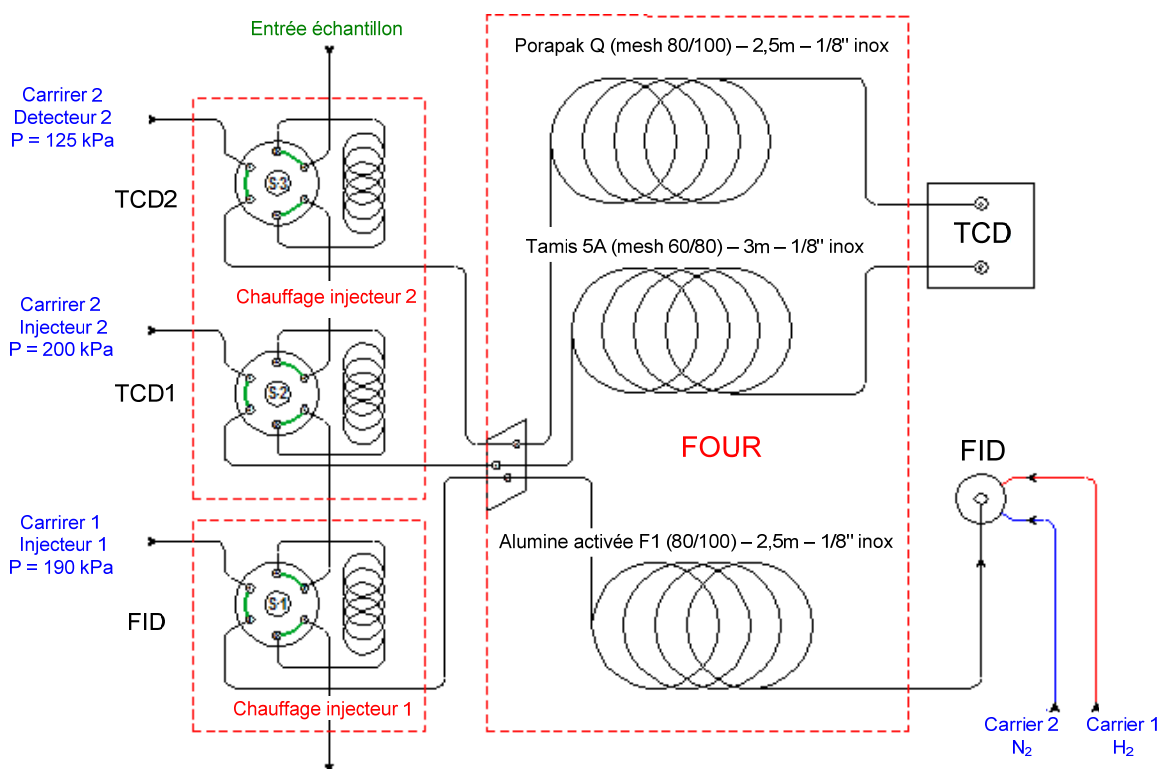 Entrée échantillon
Porapak Q (mesh 80/100) – 2,5m – 1/8" inox
Carrirer 2
Detecteur 2
P = 125 kPa
S-3
TCD2
TCD
Tamis 5A (mesh 60/80) – 3m – 1/8" inox
Chauffage injecteur 2
Carrirer 2
Injecteur 2
P = 200 kPa
S-2
TCD1
FOUR
FID
Carrirer 1
Injecteur 1
P = 190 kPa
Alumine activée F1 (80/100) – 2,5m – 1/8" inox
S-1
FID
Chauffage injecteur 1
Carrier 2
N₂
Carrier 1
H₂